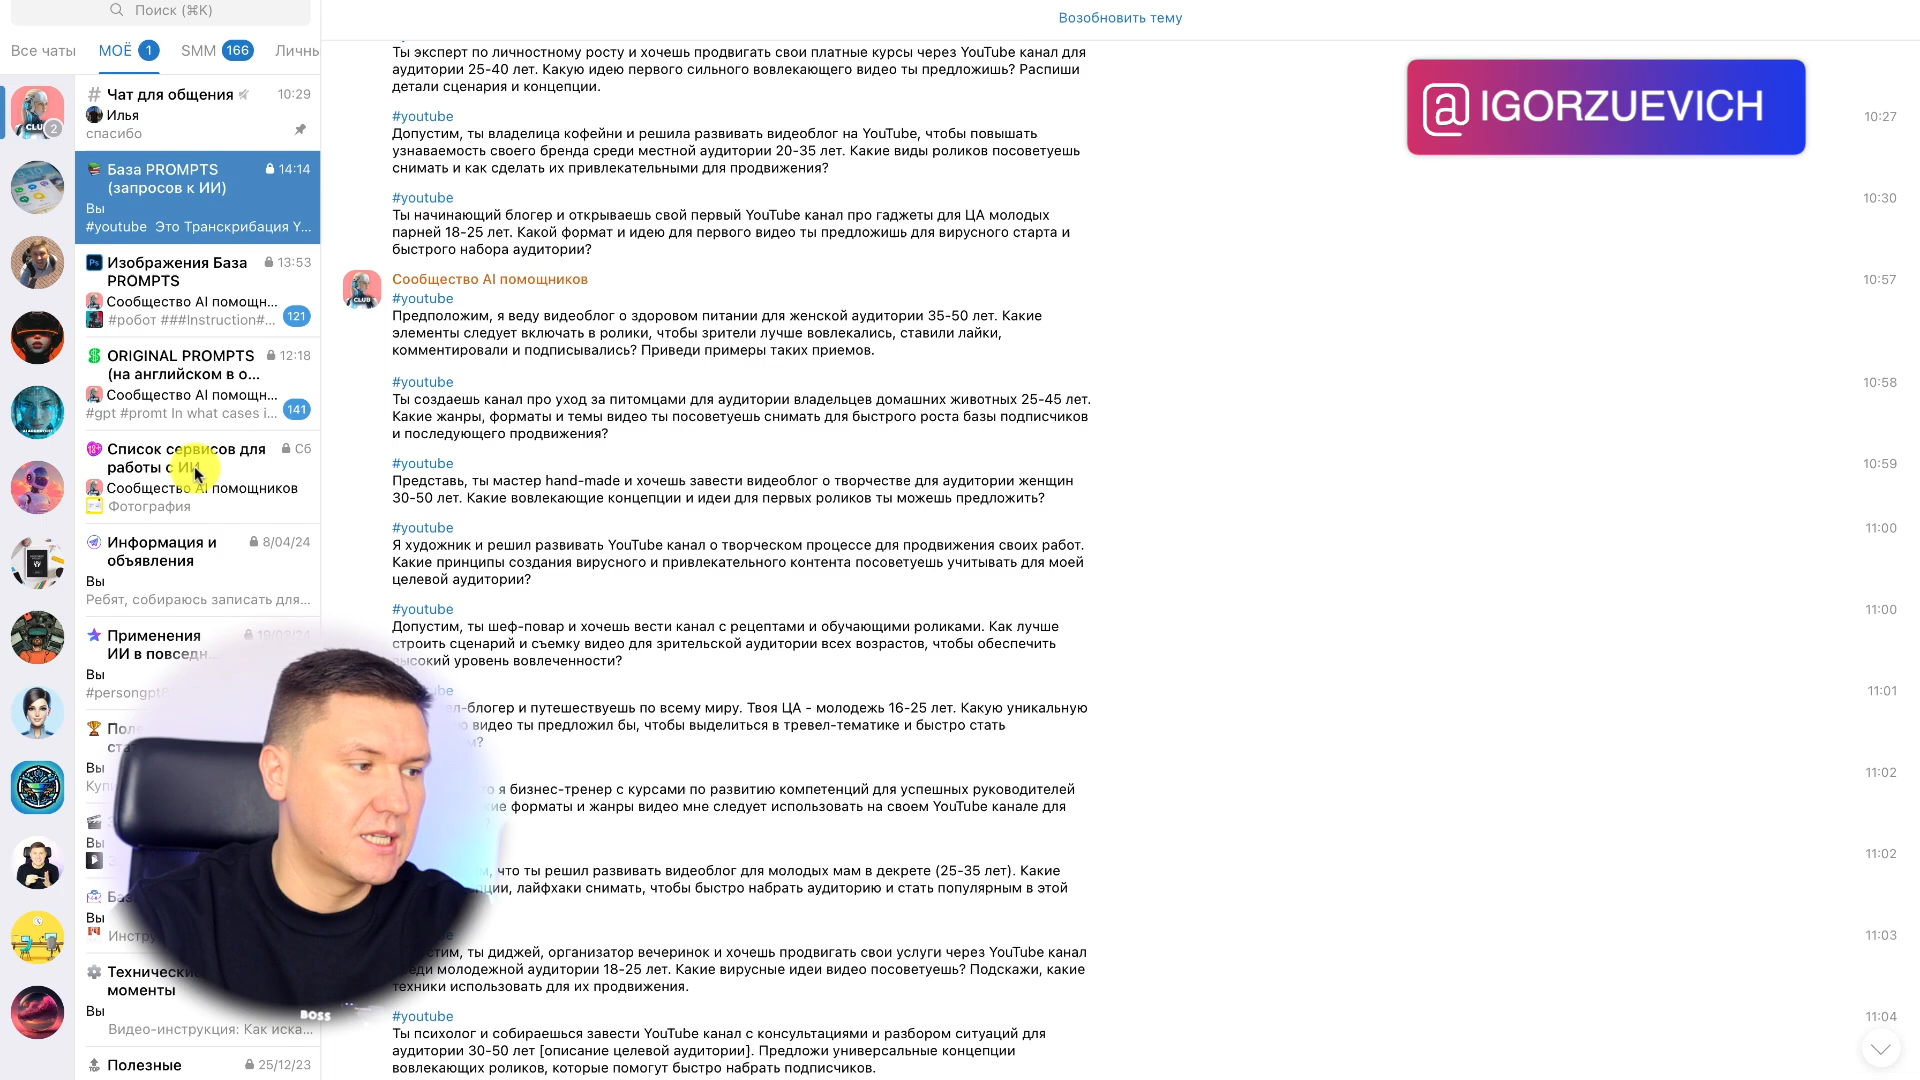 Поиск (⌘K)
Все чаты
МОЁ 1
SMM 166
Личны
Чат для общения 10:29
Илья
спасибо
CLU 2
База PROMPTS 14:14
(запросов к ИИ)
Вы
#youtube Это Транскрибация Y...
Ps Изображения База 13:53
PROMPTS
Сообщество AI помощн...
#робот ###Instruction#... 121
ORIGINAL PROMPTS 12:18
(на английском в о...
Сообщество AI помощн...
#gpt #promt In what cases i... 141
Список сервисов для Сб
работы с ИИ
Сообщество AI помощников
Фотография
Информация и 8/04/24
объявления
Вы
Ребят, собираюсь записать для...
Применения 19/03/24
ИИ в повседн...
Вы
#persongpt
Пол
ста
Вы
Вы
Вы
Инстру
Технически
моменты
Вы
Видео-инструкция: Как иска...
Полезные 25/12/23
Возобновить тему
@IGORZUEVICH
Ты эксперт по личностному росту и хочешь продвигать свои платные курсы через YouTube канал для
аудитории 25-40 лет. Какую идею первого сильного вовлекающего видео ты предложишь? Распиши
детали сценария и концепции.
#youtube 10:27
Допустим, ты владелица кофейни и решила развивать видеоблог на YouTube, чтобы повышать
узнаваемость своего бренда среди местной аудитории 20-35 лет. Какие виды роликов посоветуешь
снимать и как сделать их привлекательными для продвижения?
#youtube 10:30
Ты начинающий блогер и открываешь свой первый YouTube канал про гаджеты для ЦА молодых
парней 18-25 лет. Какой формат и идею для первого видео ты предложишь для вирусного старта и
быстрого набора аудитории?
CLUB
Сообщество AI помощников 10:57
#youtube
Предположим, я веду видеоблог о здоровом питании для женской аудитории 35-50 лет. Какие
элементы следует включать в ролики, чтобы зрители лучше вовлекались, ставили лайки,
комментировали и подписывались? Приведи примеры таких приемов.
#youtube 10:58
Ты создаешь канал про уход за питомцами для аудитории владельцев домашних животных 25-45 лет.
Какие жанры, форматы и темы видео ты посоветуешь снимать для быстрого роста базы подписчиков
и последующего продвижения?
#youtube 10:59
Представь, ты мастер hand-made и хочешь завести видеоблог о творчестве для аудитории женщин
30-50 лет. Какие вовлекающие концепции и идеи для первых роликов ты можешь предложить?
#youtube 11:00
Я художник и решил развивать YouTube канал о творческом процессе для продвижения своих работ.
Какие принципы создания вирусного и привлекательного контента посоветуешь учитывать для моей
целевой аудитории?
#youtube 11:00
Допустим, ты шеф-повар и хочешь вести канал с рецептами и обучающими роликами. Как лучше
строить сценарий и съемку видео для зрительской аудитории всех возрастов, чтобы обеспечить
высокий уровень вовлеченности?
11:01
ел-блогер и путешествуешь по всему миру. Твоя ЦА - молодежь 16-25 лет. Какую уникальную
видео ты предложил бы, чтобы выделиться в тревел-тематике и быстро стать
м?
11:02
я бизнес-тренер с курсами по развитию компетенций для успешных руководителей
кие форматы и жанры видео мне следует использовать на своем YouTube канале для
11:02
что ты решил развивать видеоблог для молодых мам в декрете (25-35 лет). Какие
ции, лайфхаки снимать, чтобы быстро набрать аудиторию и стать популярным в этой
11:03
стим, ты диджей, организатор вечеринок и хочешь продвигать свои услуги через YouTube канал
еди молодежной аудитории 18-25 лет. Какие вирусные идеи видео посоветуешь? Подскажи, какие
техники использовать для их продвижения.
#youtube 11:04
Ты психолог и собираешься завести YouTube канал с консультациями и разбором ситуаций для
аудитории 30-50 лет [описание целевой аудитории]. Предложи универсальные концепции
вовлекающих роликов, которые помогут быстро набрать подписчиков.
BOSS